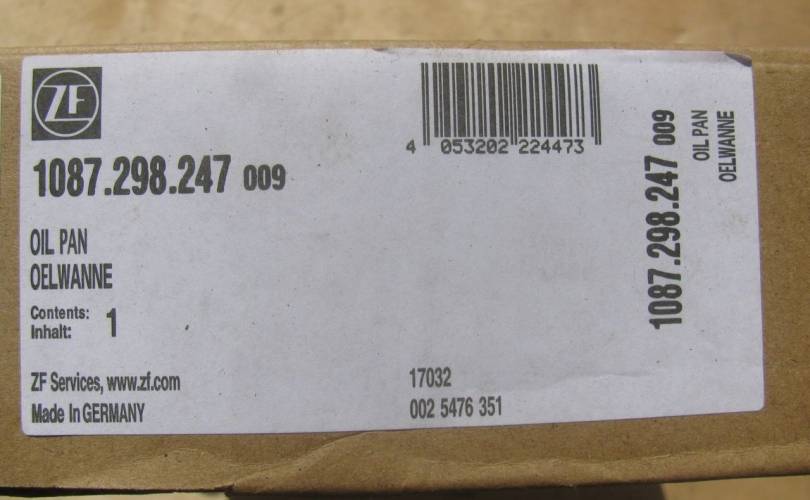 ZF
4 053202 224473
1087.298.247 009
OIL PAN
OELWANNE
Contents: 1
Inhalt:
ZF Services, www.zf.com
Made In GERMANY
17032
002 5476 351
1087.298.247 009
OIL PAN
OELWANNE